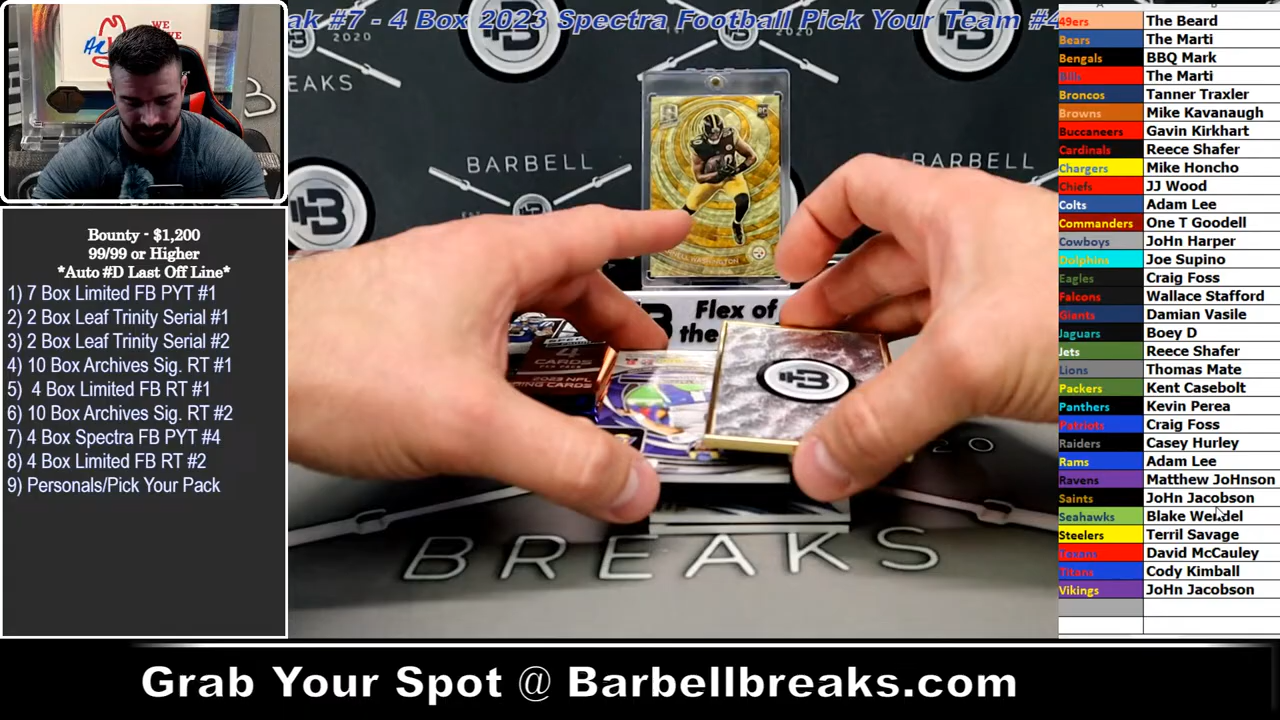 ak #7 - 4 Box 2023 Spectra Football Pick Your Team #4
WE
2020
2020
BREAKS
BARBELL
BARBELL
Flex of
the
4
CARDS
2023 NFL
20
BREAKS
Bounty - $1,200
99/99 or Higher
*Auto #D Last Off Line*
1) 7 Box Limited FB PYT #1
2) 2 Box Leaf Trinity Serial #1
3) 2 Box Leaf Trinity Serial #2
4) 10 Box Archives Sig. RT #1
5) 4 Box Limited FB RT #1
6) 10 Box Archives Sig. RT #2
7) 4 Box Spectra FB PYT #4
8) 4 Box Limited FB RT #2
9) Personals/Pick Your Pack
49ers The Beard
Bears The Marti
Bengals BBQ Mark
Bills The Marti
Broncos Tanner Traxler
Browns Mike Kavanaugh
Buccaneers Gavin Kirkhart
Cardinals Reece Shafer
Chargers Mike Honcho
Chiefs JJ Wood
Colts Adam Lee
Commanders One T Goodell
Cowboys JoHn Harper
Dolphins Joe Supino
Eagles Craig Foss
Falcons Wallace Stafford
Giants Damian Vasile
Jaguars Boey D
Jets Reece Shafer
Lions Thomas Mate
Packers Kent Casebolt
Panthers Kevin Perea
Patriots Craig Foss
Raiders Casey Hurley
Rams Adam Lee
Ravens Matthew JoHnson
Saints JoHn Jacobson
Seahawks Blake Wendel
Steelers Terril Savage
Texans David McCauley
Titans Cody Kimball
Vikings JoHn Jacobson
Grab Your Spot @ Barbellbreaks.com